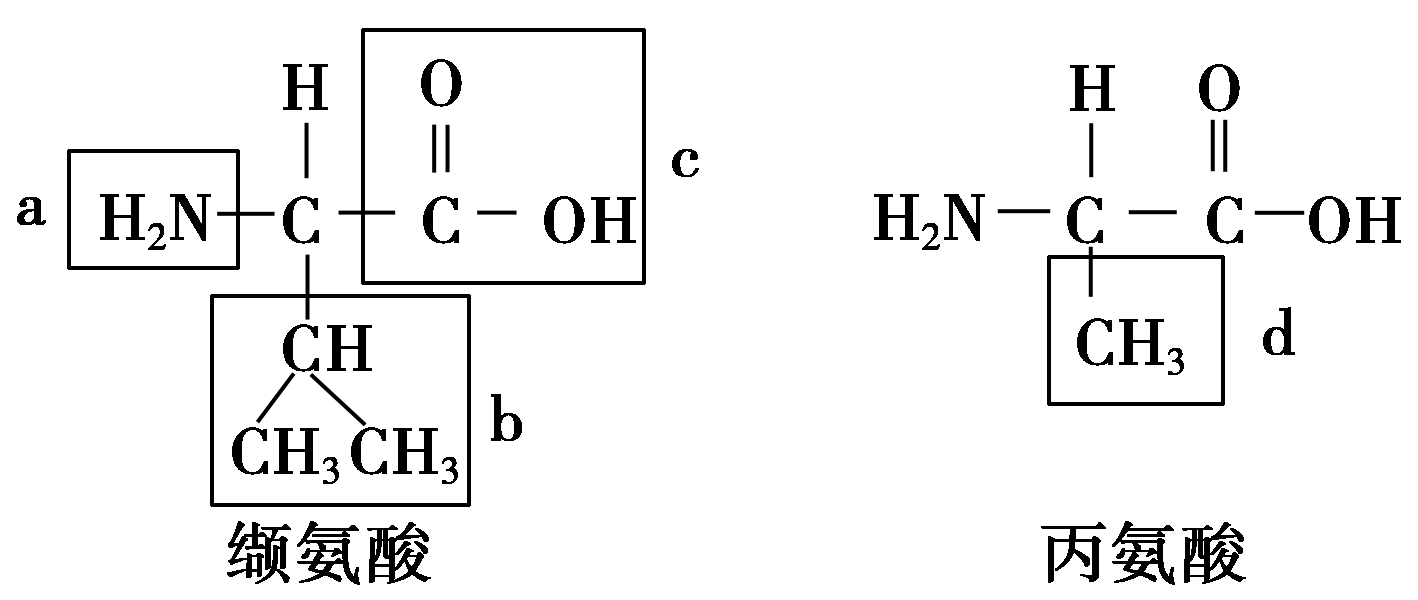 H O H O
c
a H₂N C C OH H₂N C C OH
CH CH₃ d
CH₃ CH₃ b
缬氨酸 丙氨酸